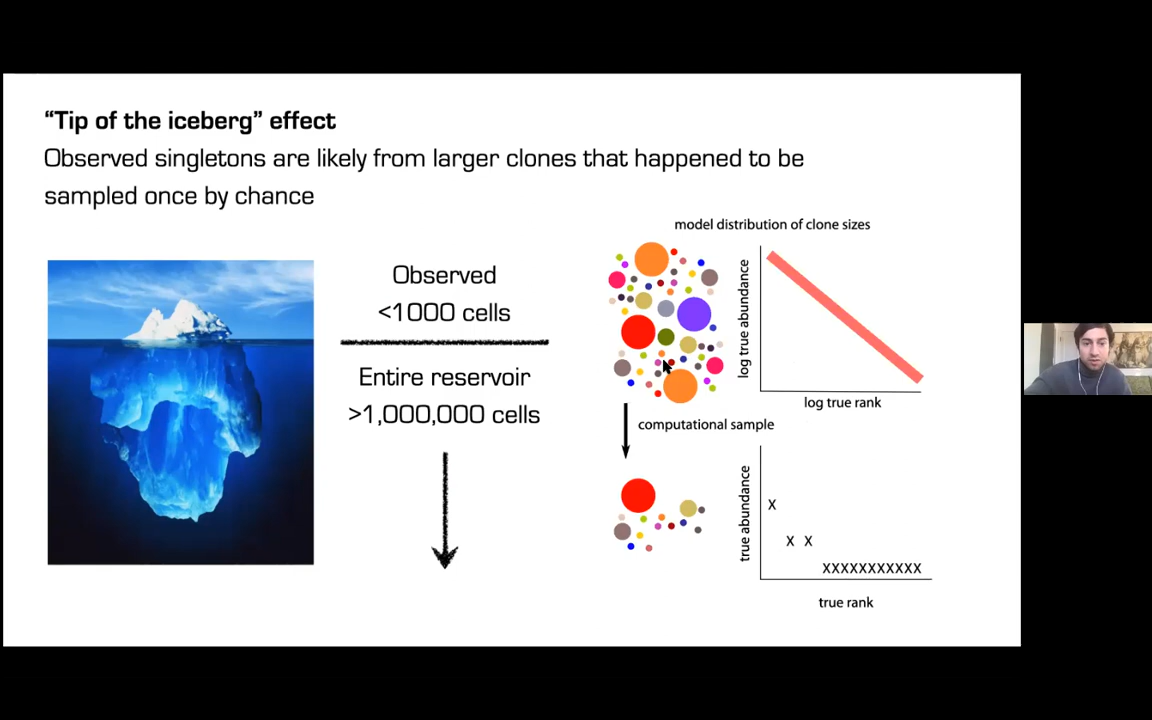 “Tip of the iceberg” effect
Observed singletons are likely from larger clones that happened to be
sampled once by chance
Observed
<1000 cells
Entire reservoir
>1,000,000 cells
model distribution of clone sizes
log true abundance
log true rank
computational sample
true abundance
X
X X
XXXXXXXXXXX
true rank